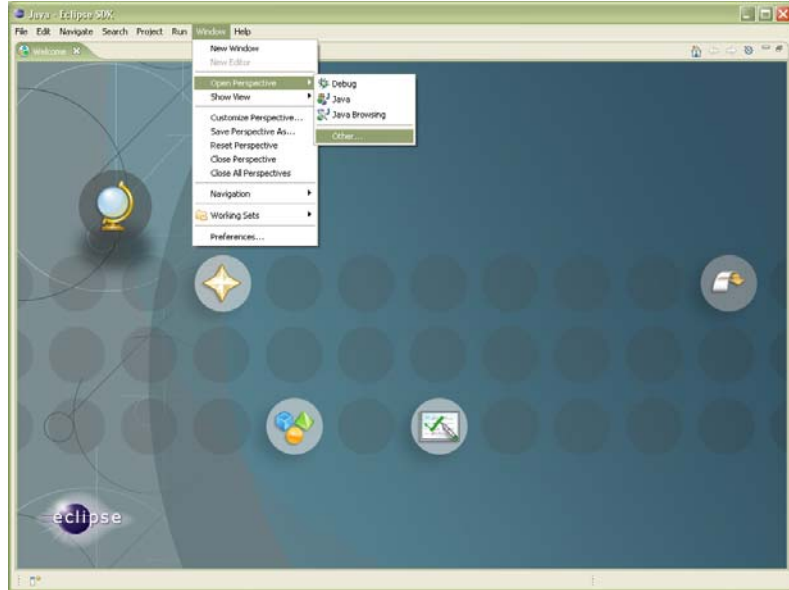 Java - Eclipse SDK
File Edit Navigate Search Project Run Window Help
Welcome
New Window
New Editor
Open Perspective
Show View
Customize Perspective...
Save Perspective As...
Reset Perspective
Close Perspective
Close All Perspectives
Navigation
Working Sets
Preferences...
Debug
Java
Java Browsing
Other...
eclipse